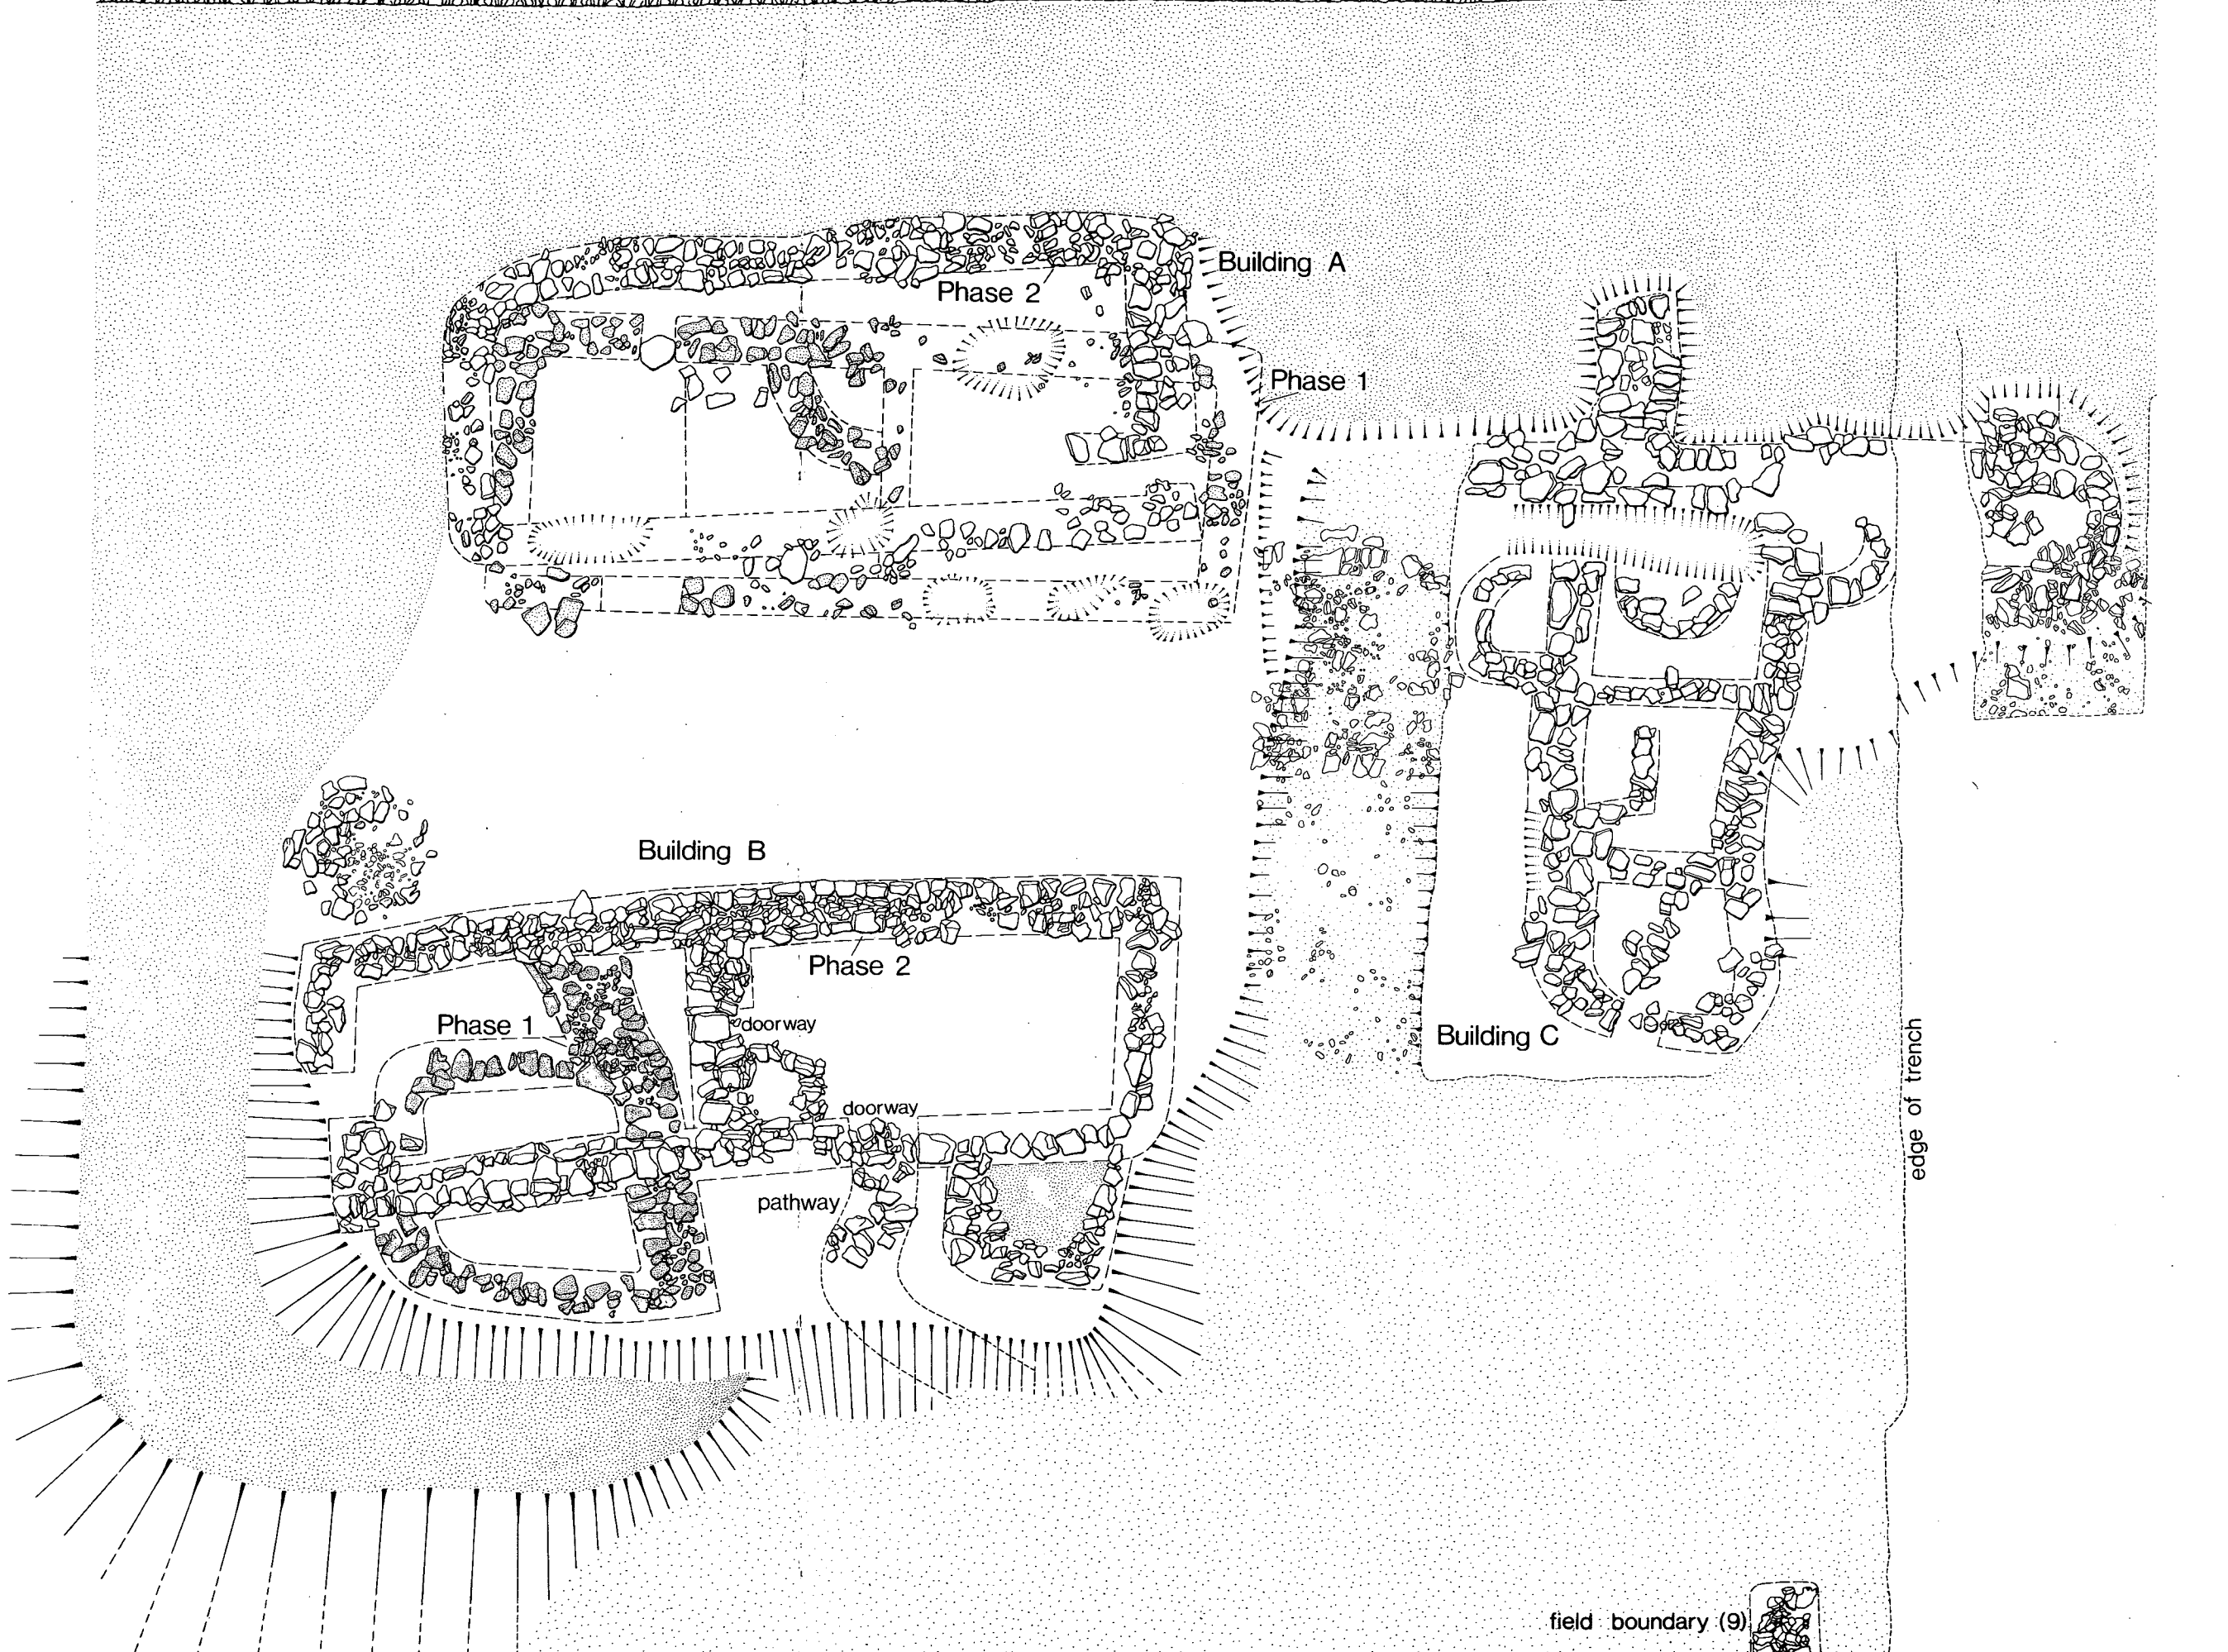 Building A
Phase 2
Phase 1
Building B
Phase 2
Phase 1
doorway
Building C
edge of trench
doorway
pathway
field boundary (9)